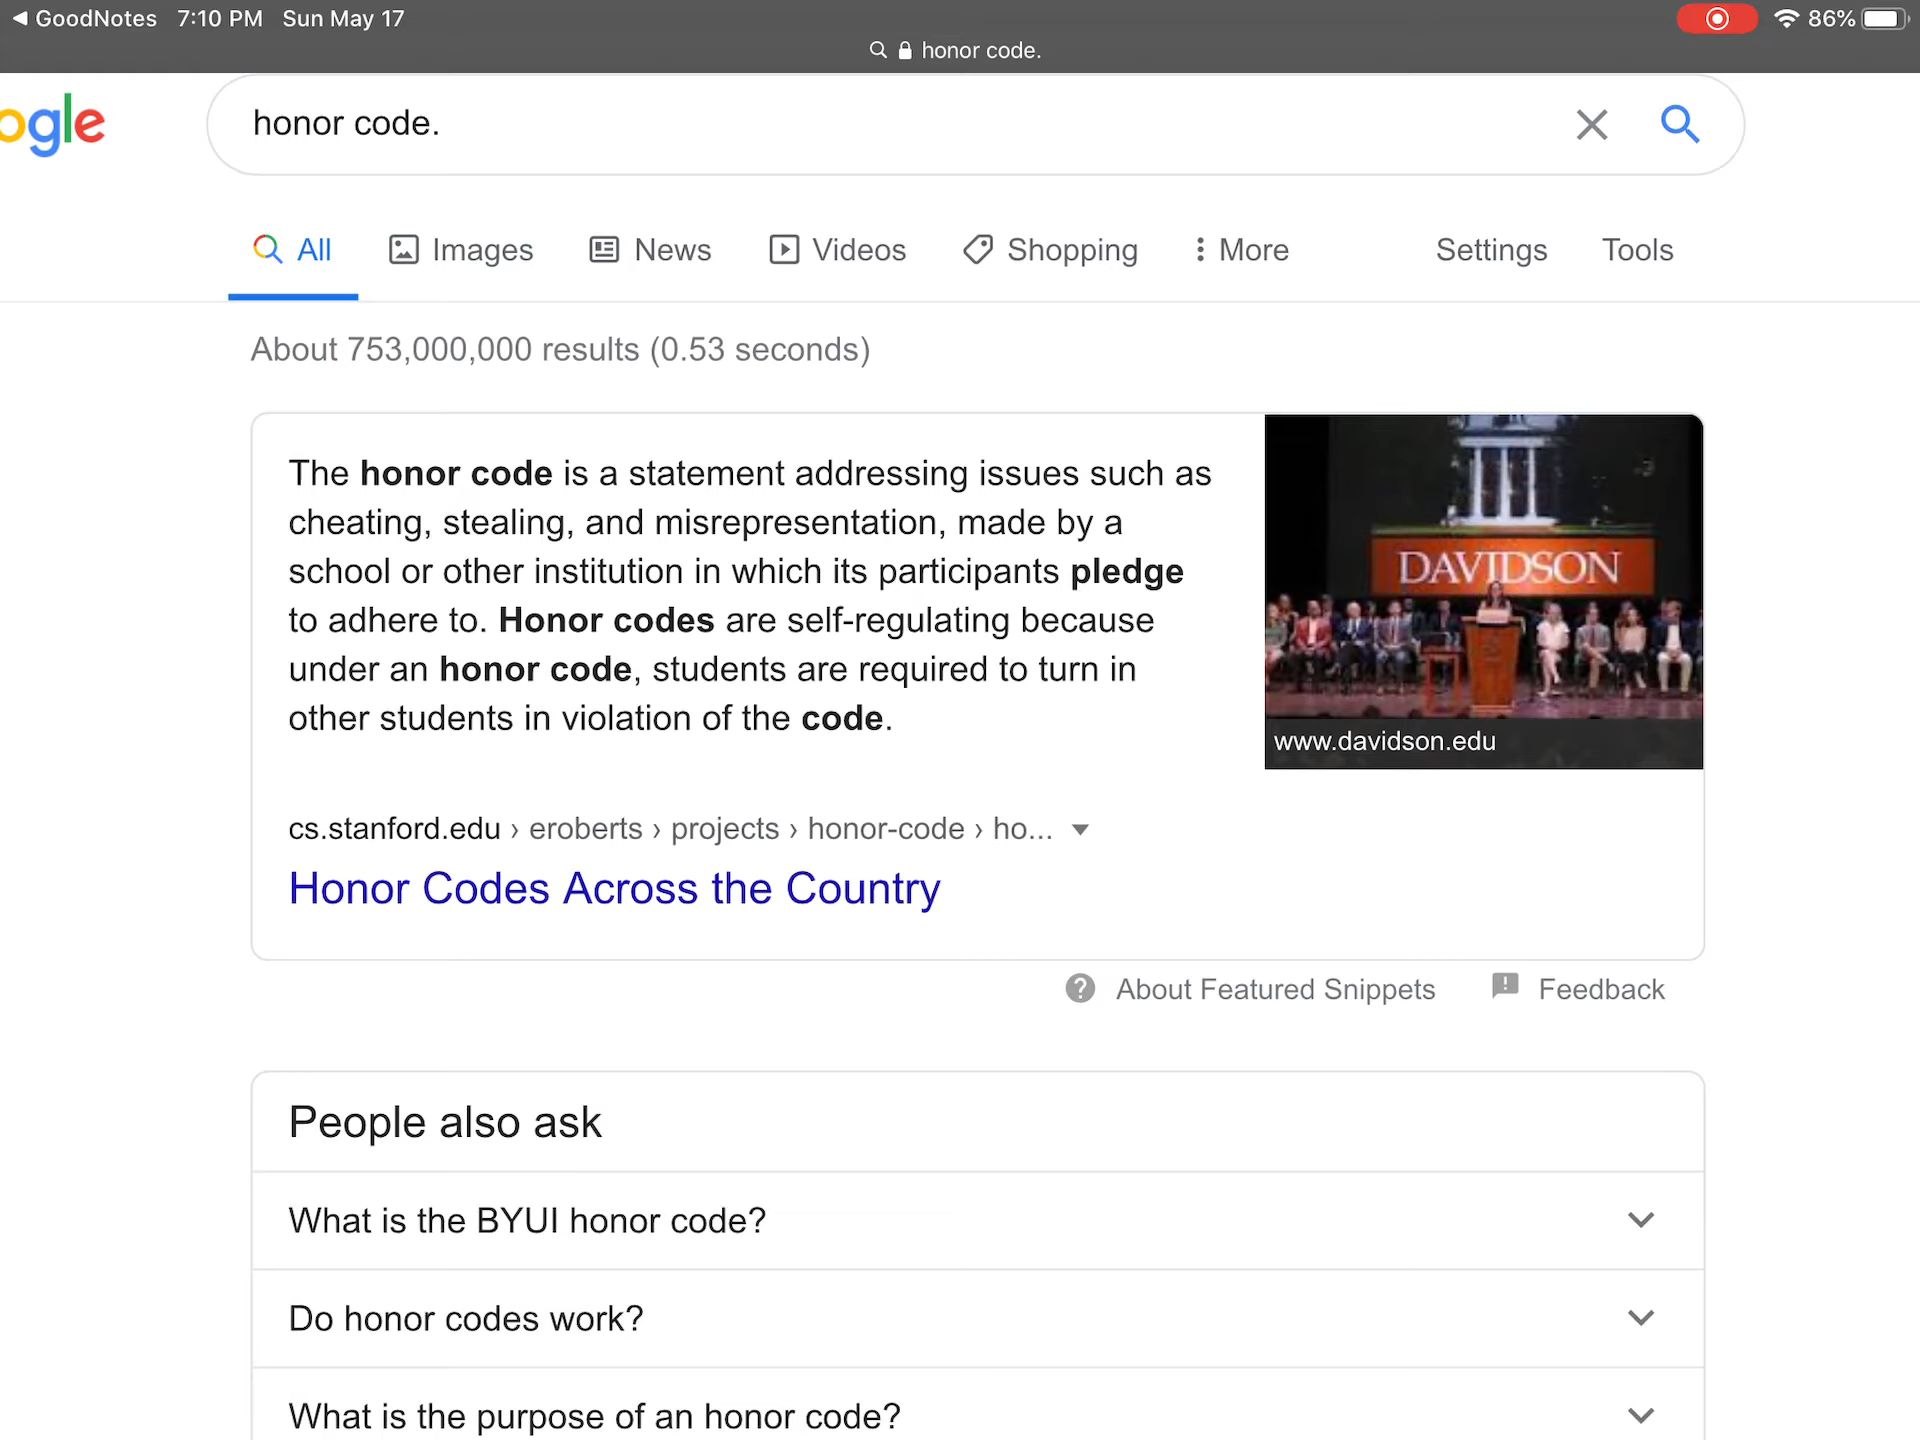 GoodNotes 7:10 PM Sun May 17 86%
honor code.
ogle honor code.
All Images News Videos Shopping More Settings Tools
About 753,000,000 results (0.53 seconds)
The honor code is a statement addressing issues such as
cheating, stealing, and misrepresentation, made by a
school or other institution in which its participants pledge
to adhere to. Honor codes are self-regulating because
under an honor code, students are required to turn in
other students in violation of the code.
DAVIDSON
www.davidson.edu
cs.stanford.edu › eroberts › projects › honor-code › ho...
Honor Codes Across the Country
About Featured Snippets Feedback
People also ask
What is the BYUI honor code?
Do honor codes work?
What is the purpose of an honor code?